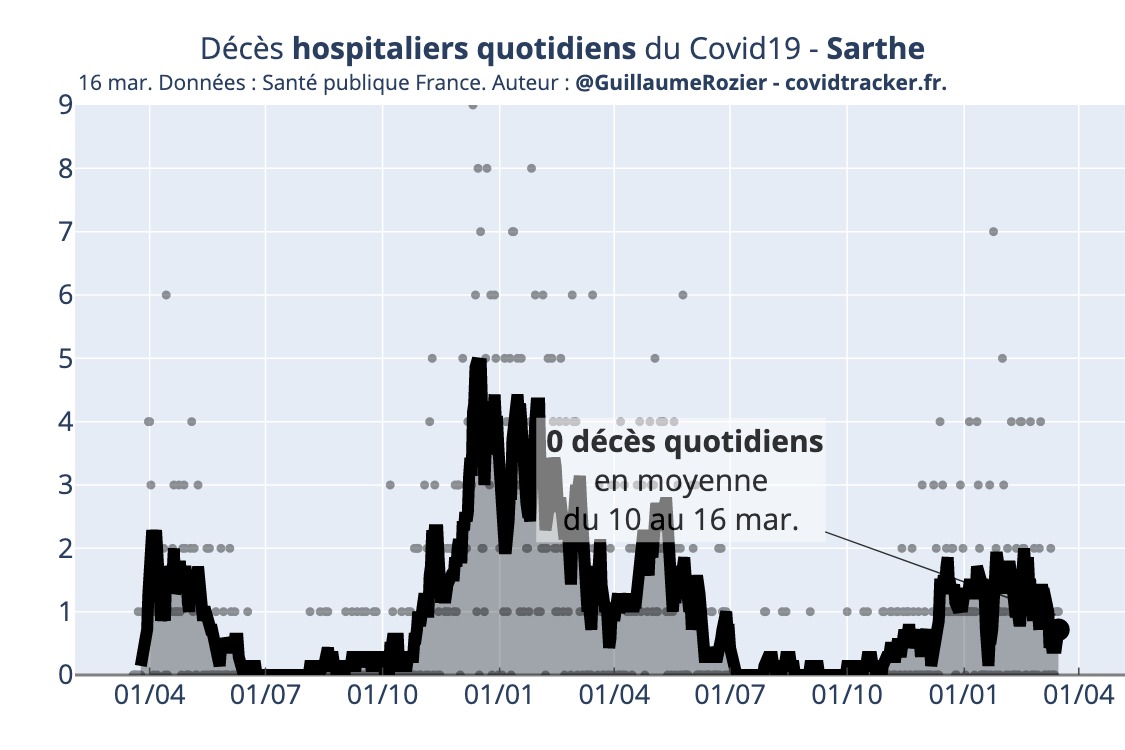 Décès hospitaliers quotidiens du Covid19 - Sarthe
16 mar. Données : Santé publique France. Auteur : @GuillaumeRozier - covidtracker.fr.
9
8
7
6
5
4
3
2
1
0
0 décès quotidiens
en moyenne
du 10 au 16 mar.
01/04 01/07 01/10 01/01 01/04 01/07 01/10 01/01 01/04